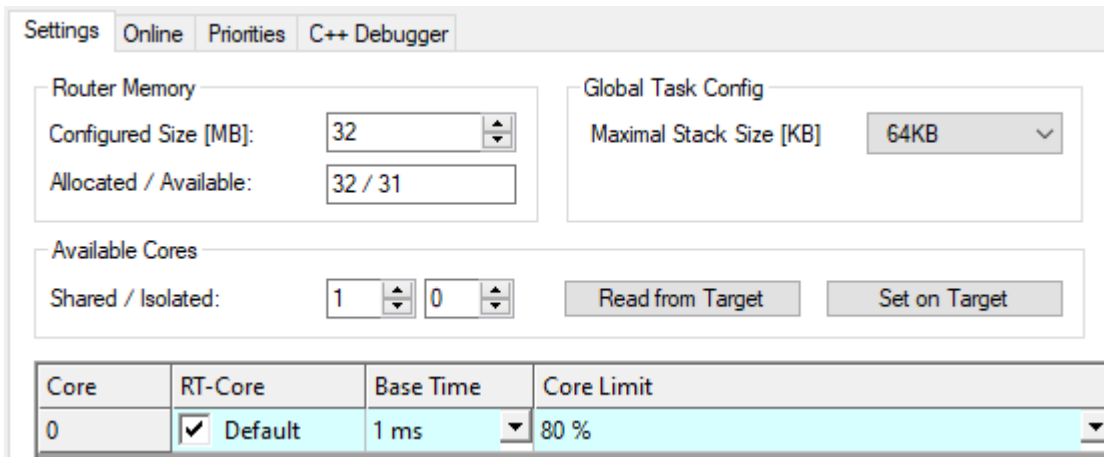 Settings Online Priorities C++ Debugger
Router Memory
Configured Size [MB]: 32
Allocated / Available: 32 / 31
Global Task Config
Maximal Stack Size [KB] 64KB
Available Cores
Shared / Isolated: 1 0 Read from Target Set on Target
Core RT-Core Base Time Core Limit
0 Default 1 ms 80 %